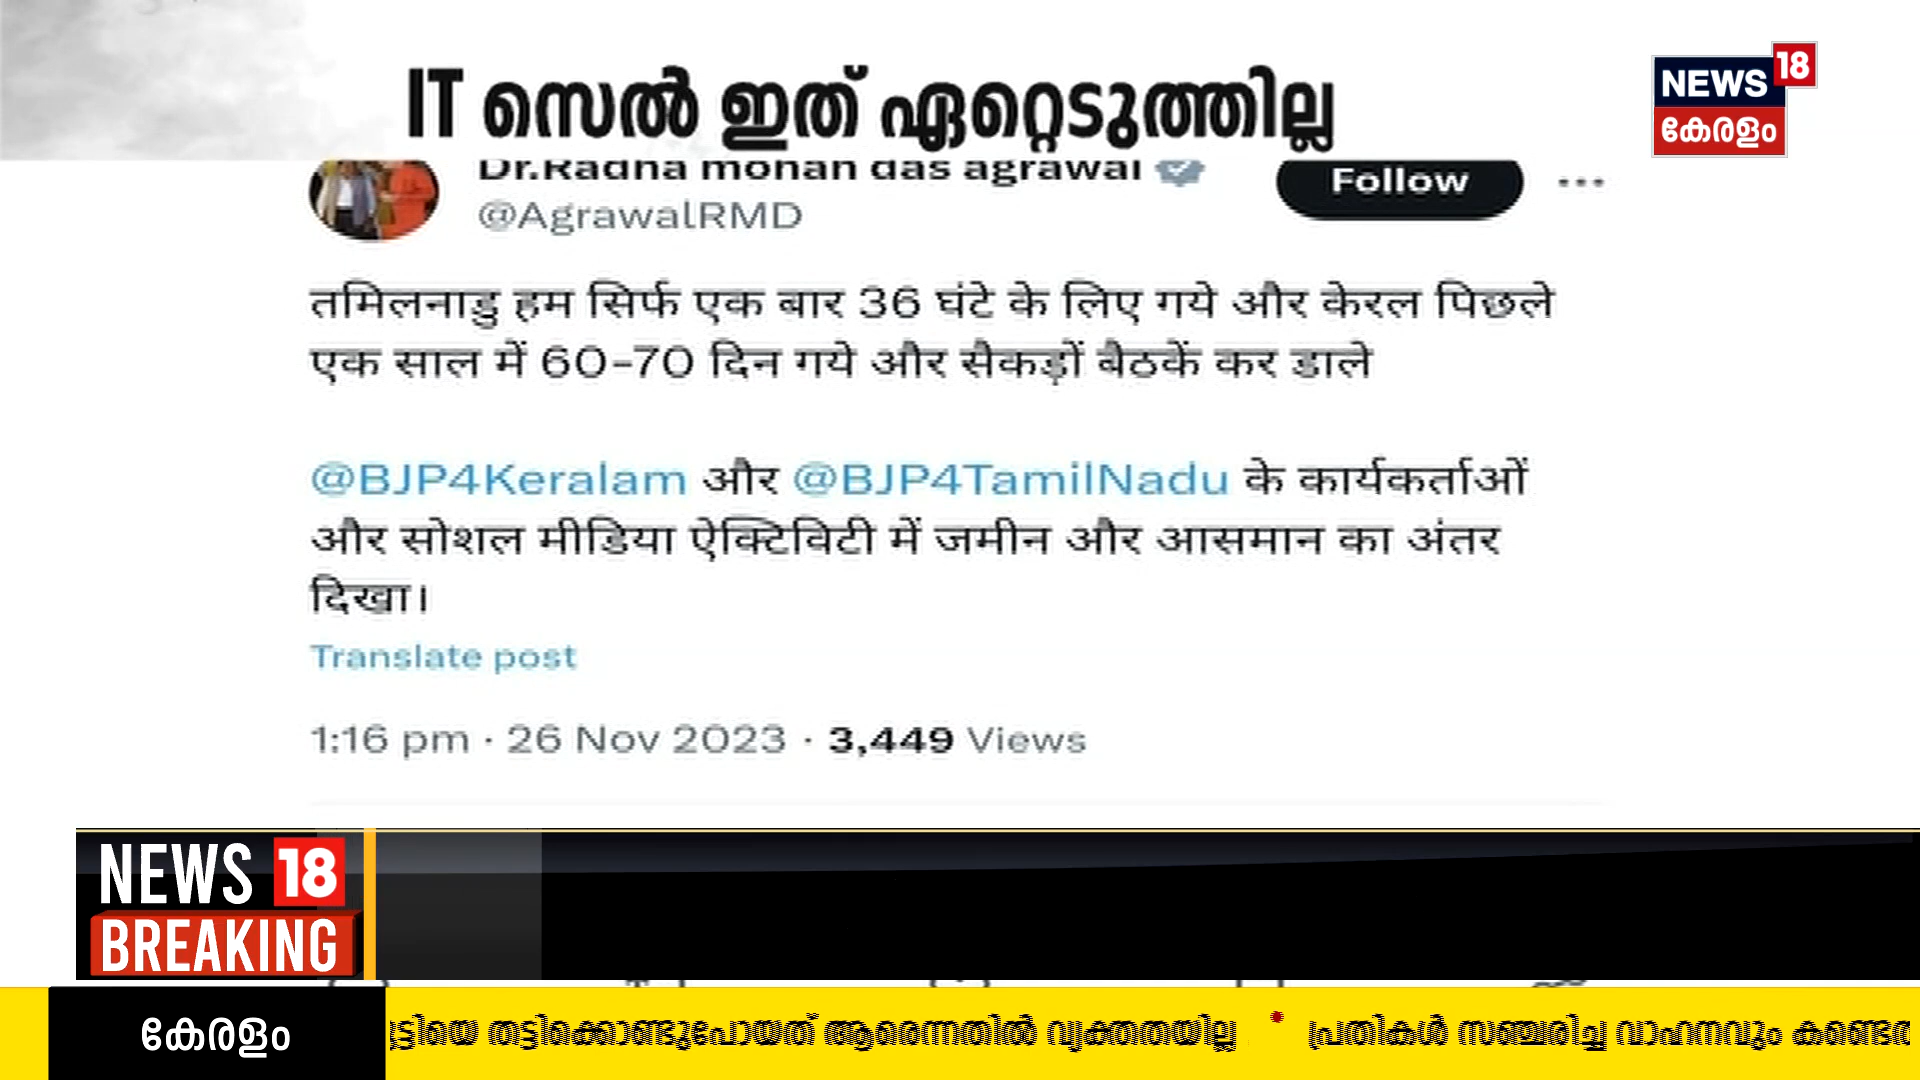 IT സെൽ ഇത് ഏറ്റെടുത്തില്ല
NEWS 18
കേരളം
Dr.Radha mohan das agrawal
Follow
@AgrawalRMD
तमिलनाडु हम सिर्फ एक बार 36 घंटे के लिए गये और केरल पिछले
एक साल में 60-70 दिन गये और सैकड़ों बैठकें कर डाले
@BJP4Keralam और @BJP4TamilNadu के कार्यकर्ताओं
और सोशल मीडिया ऐक्टिविटी में जमीन और आसमान का अंतर
दिखा।
Translate post
1:16 pm · 26 Nov 2023 · 3,449 Views
NEWS 18
BREAKING
കേരളം
തട്ടിക്കൊണ്ടുപോയത് ആരെന്നതിൽ വ്യക്തതയില്ല • പ്രതികൾ സഞ്ചരിച്ച വാഹനവും